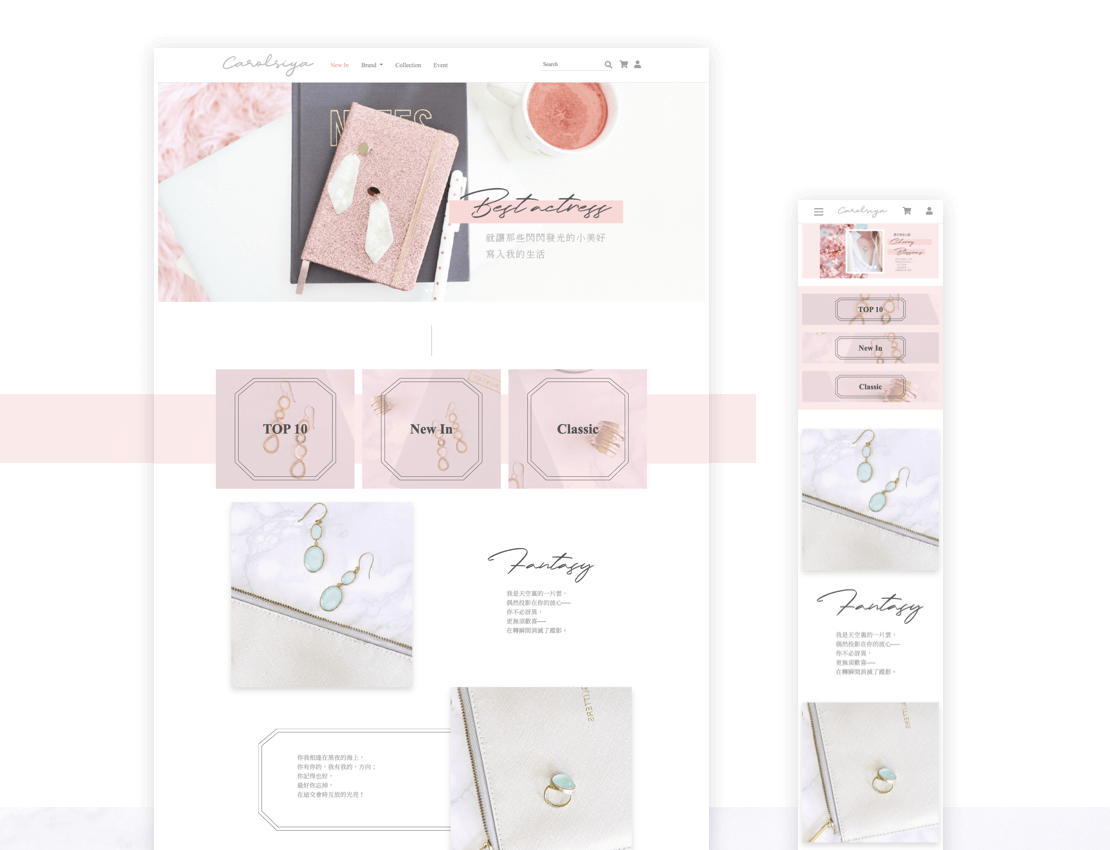 Carolsiya
New In
Brand
Collection
Event
Search
NOTES
Best actress
就讓那些閃閃發光的小美好
寫入我的生活
TOP 10
New In
Classic
Fantasy
我是天空裏的一片雲，
偶然投影在你的波心──
你不必訝異，
更無須歡喜──
在轉瞬間消滅了蹤影。
你我相逢在黑夜的海上，
你有你的，我有我的，方向；
你記得也好，
最好你忘掉，
在這交會時互放的光亮！
Carolsiya
Cherry
Blossoms
TOP 10
New In
Classic
Fantasy
我是天空裏的一片雲，
偶然投影在你的波心──
你不必訝異，
更無須歡喜──
在轉瞬間消滅了蹤影。